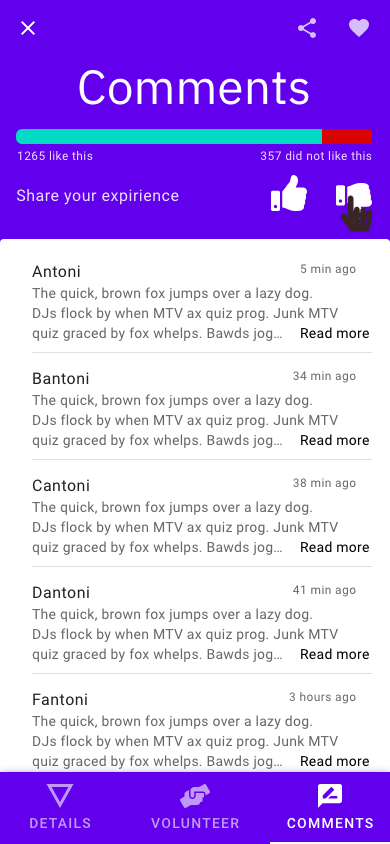 Comments
1265 like this
357 did not like this
Share your expirience
Antoni
5 min ago
The quick, brown fox jumps over a lazy dog.
DJs flock by when MTV ax quiz prog. Junk MTV
quiz graced by fox whelps. Bawds jog... Read more
Bantoni
34 min ago
The quick, brown fox jumps over a lazy dog.
DJs flock by when MTV ax quiz prog. Junk MTV
quiz graced by fox whelps. Bawds jog... Read more
Cantoni
38 min ago
The quick, brown fox jumps over a lazy dog.
DJs flock by when MTV ax quiz prog. Junk MTV
quiz graced by fox whelps. Bawds jog... Read more
Dantoni
41 min ago
The quick, brown fox jumps over a lazy dog.
DJs flock by when MTV ax quiz prog. Junk MTV
quiz graced by fox whelps. Bawds jog... Read more
Fantoni
3 hours ago
The quick, brown fox jumps over a lazy dog.
DJs flock by when MTV ax quiz prog. Junk MTV
quiz graced by fox whelps. Bawds jog... Read more
DETAILS
VOLUNTEER
COMMENTS